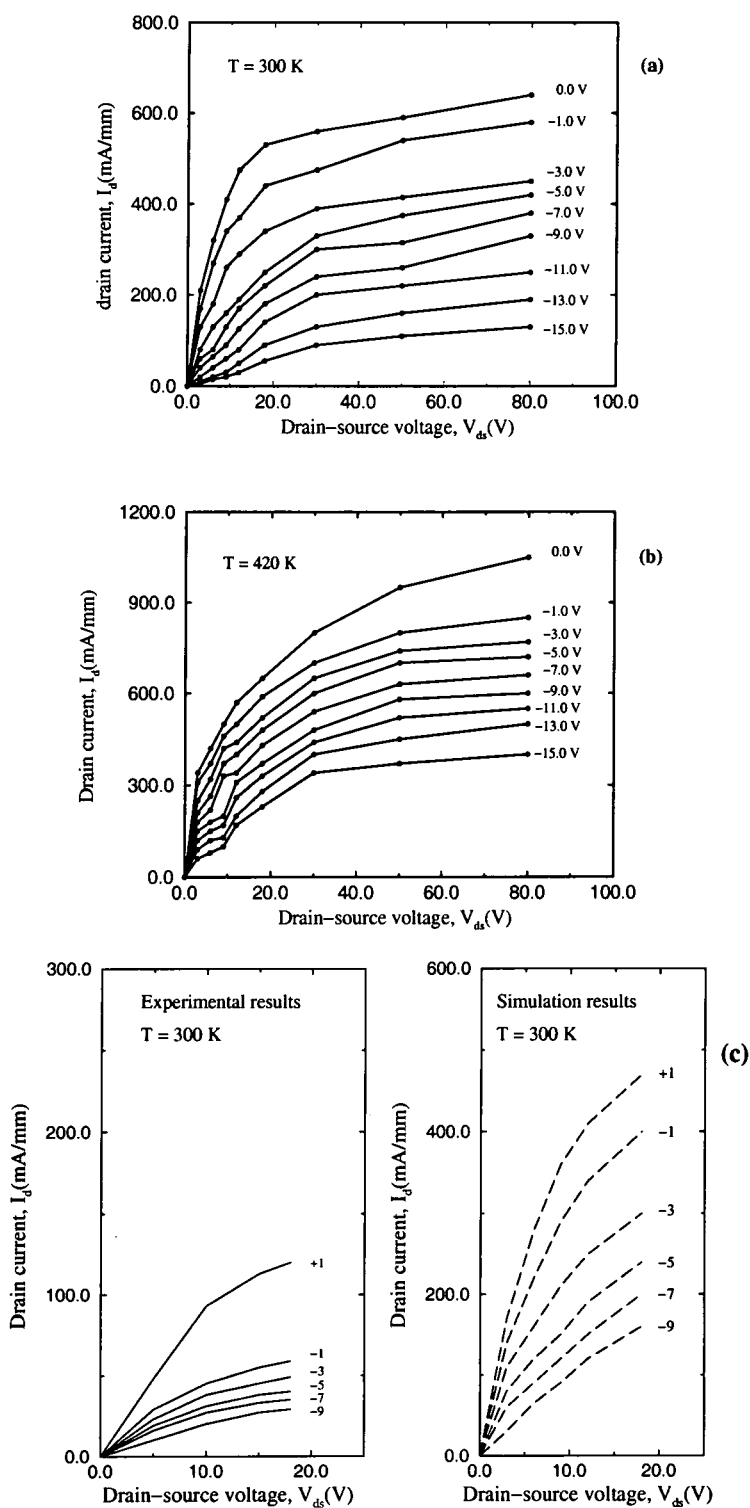 800.0
T = 300 K
(a)
0.0 V
−1.0 V
600.0
−3.0 V
−5.0 V
400.0
−7.0 V
−9.0 V
−11.0 V
200.0
−13.0 V
−15.0 V
0.0
drain current, I_d(mA/mm)
0.0 20.0 40.0 60.0 80.0 100.0
Drain−source voltage, V_ds(V)
1200.0
T = 420 K
(b)
0.0 V
900.0
−1.0 V
−3.0 V
−5.0 V
600.0
−7.0 V
−9.0 V
−11.0 V
−13.0 V
−15.0 V
300.0
0.0
Drain current, I_d(mA/mm)
0.0 20.0 40.0 60.0 80.0 100.0
Drain−source voltage, V_ds(V)
300.0
Experimental results
T = 300 K
200.0
100.0
0.0
Drain current, I_d(mA/mm)
+1
−1
−3
−5
−7
−9
0.0 10.0 20.0
Drain−source voltage, V_ds(V)
600.0
Simulation results
T = 300 K
(c)
400.0
200.0
0.0
Drain current, I_d(mA/mm)
+1
−1
−3
−5
−7
−9
0.0 10.0 20.0
Drain−source voltage, V_ds(V)